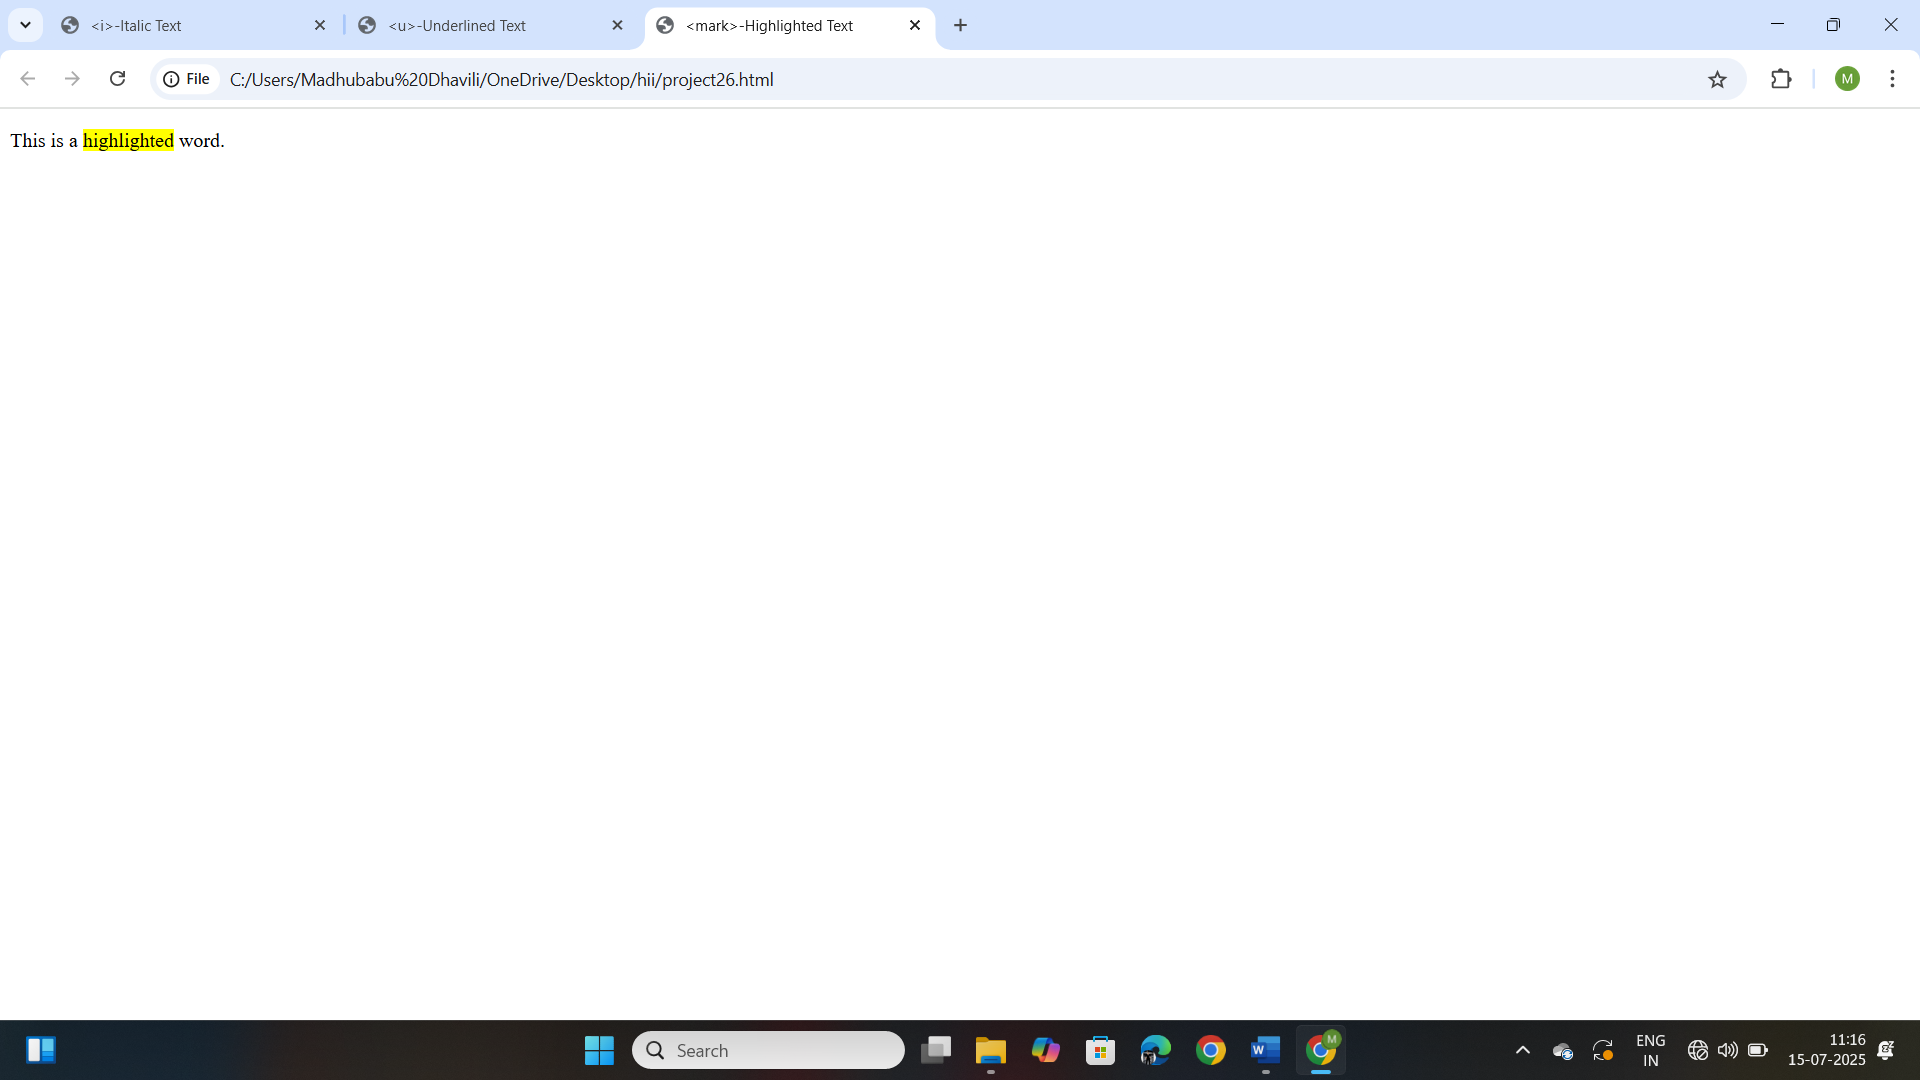 <i>-Italic Text
<u>-Underlined Text
<mark>-Highlighted Text
File
C:/Users/Madhubabu%20Dhavili/OneDrive/Desktop/hii/project26.html
M
This is a highlighted word.
Search
W
M
ENG
IN
11:16
15-07-2025